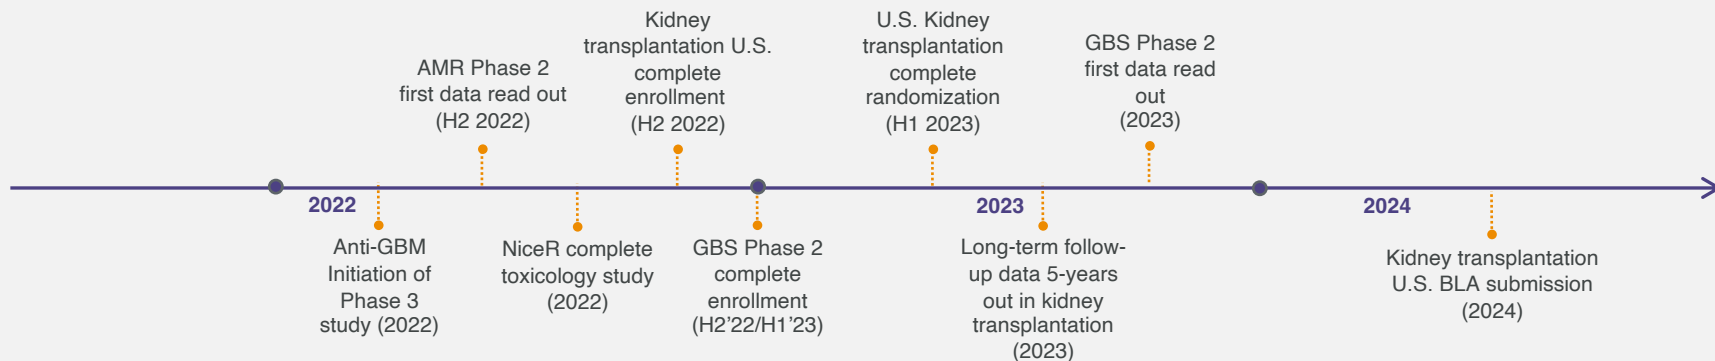 AMR Phase 2
first data read out
(H2 2022)
Kidney
transplantation U.S.
complete
enrollment
(H2 2022)
U.S. Kidney
transplantation
complete
randomization
(H1 2023)
GBS Phase 2
first data read
out
(2023)
2022
2023
2024
Anti-GBM
Initiation of
Phase 3
study (2022)
NiceR complete
toxicology study
(2022)
GBS Phase 2
complete
enrollment
(H2’22/H1’23)
Long-term follow-
up data 5-years
out in kidney
transplantation
(2023)
Kidney transplantation
U.S. BLA submission
(2024)